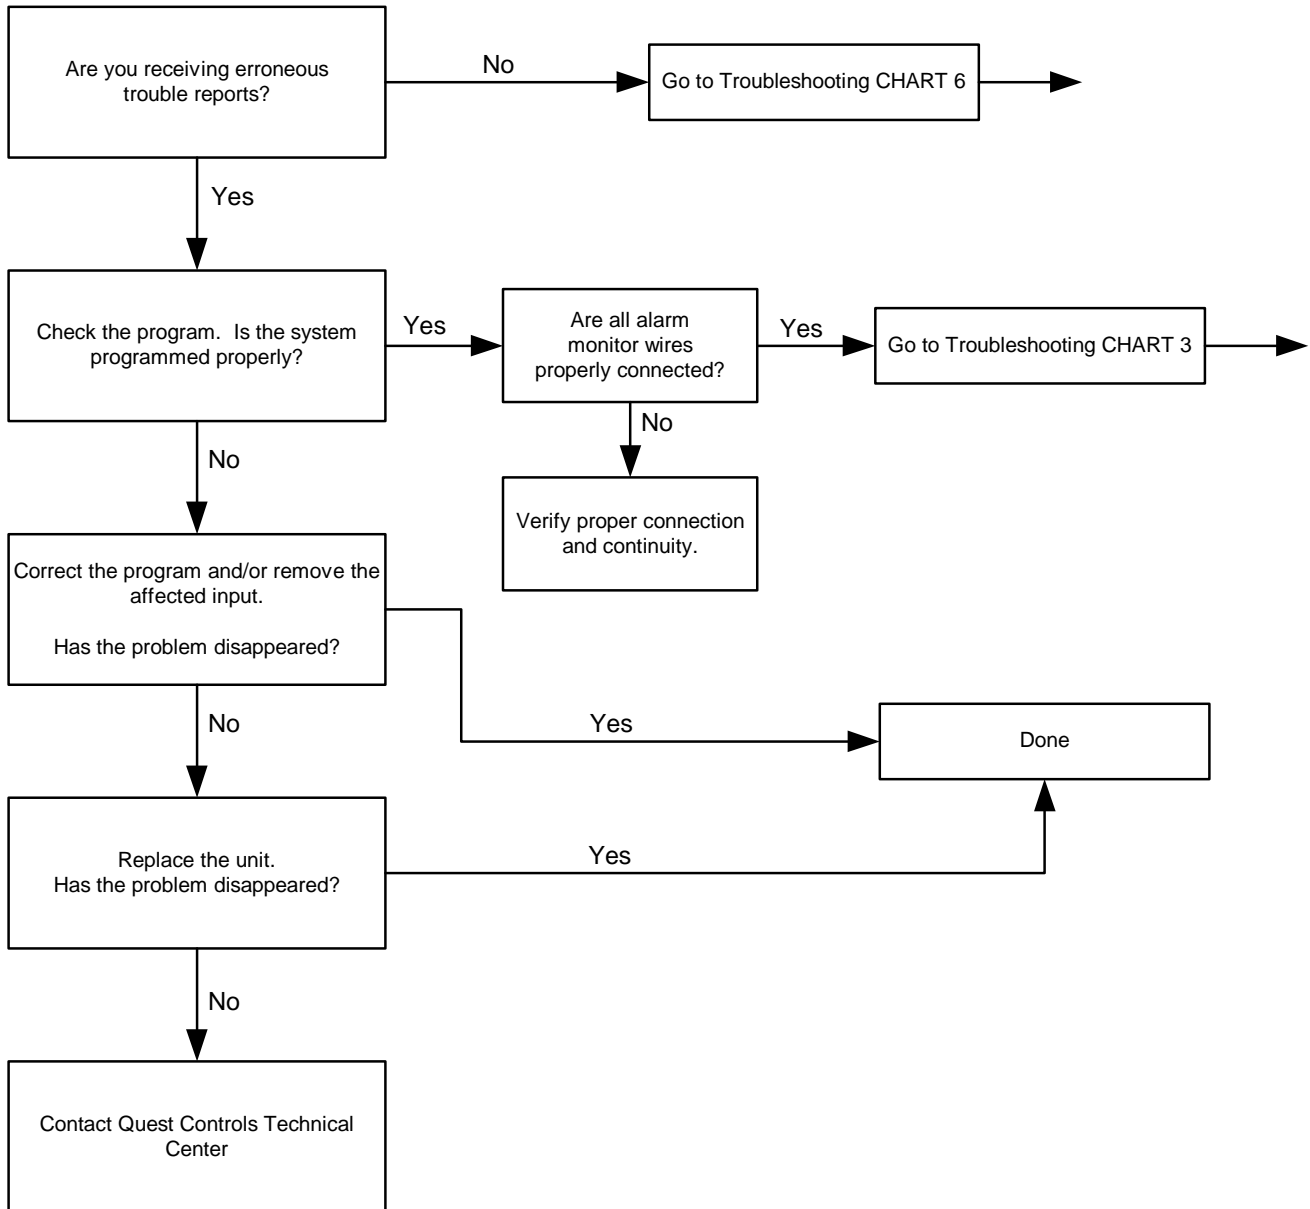 Are you receiving erroneous
trouble reports?
No
Go to Troubleshooting CHART 6
Yes
Check the program.  Is the system
programmed properly?
Yes
Are all alarm
monitor wires
properly connected?
Yes
Go to Troubleshooting CHART 3
No
No
Verify proper connection
and continuity.
Correct the program and/or remove the
affected input.
Has the problem disappeared?
No
Yes
Done
Replace the unit.
Has the problem disappeared?
Yes
No
Contact Quest Controls Technical
Center